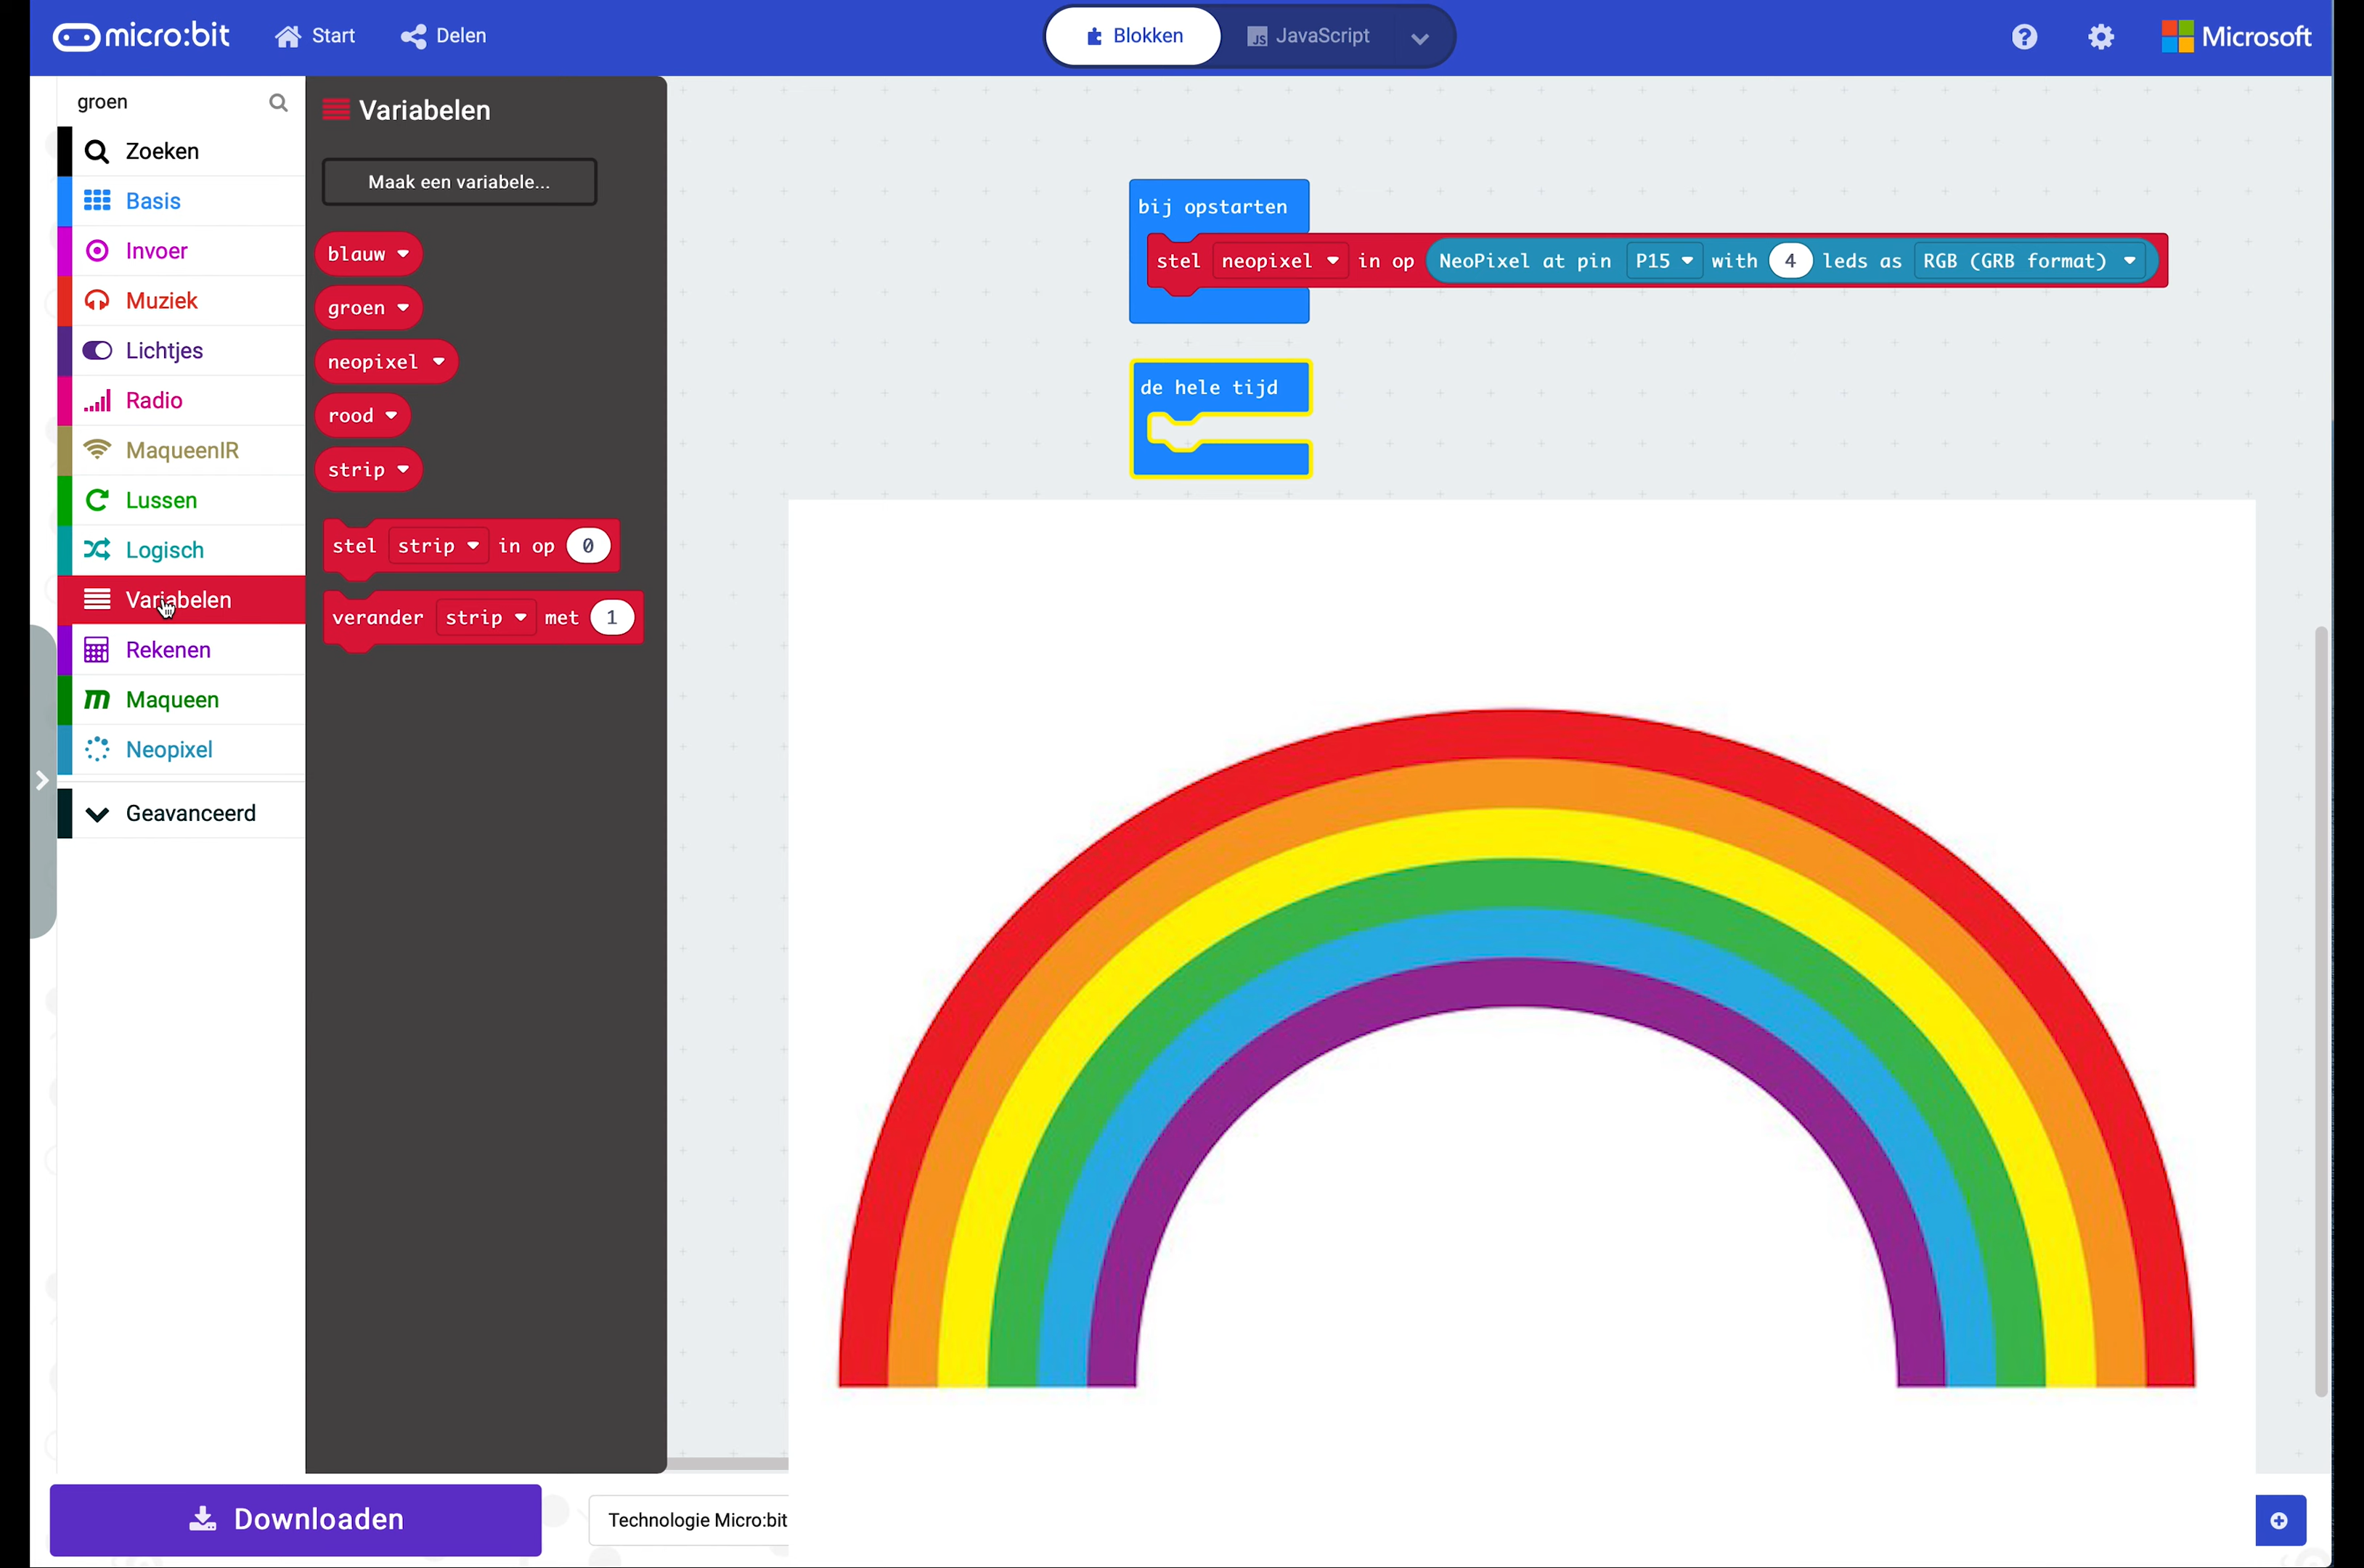 micro:bit
Start
Delen
Blokken
JavaScript
Microsoft
groen
Zoeken
Basis
Invoer
Muziek
Lichtjes
Radio
MaqueenIR
Lussen
Logisch
Variabelen
Rekenen
Maqueen
Neopixel
Geavanceerd
Variabelen
Maak een variabele...
blauw
groen
neopixel
rood
strip
stel strip in op 0
verander strip met 1
bij opstarten
stel neopixel in op NeoPixel at pin P15 with 4 leds as RGB (GRB format)
de hele tijd
Downloaden
Technologie Micro:bit